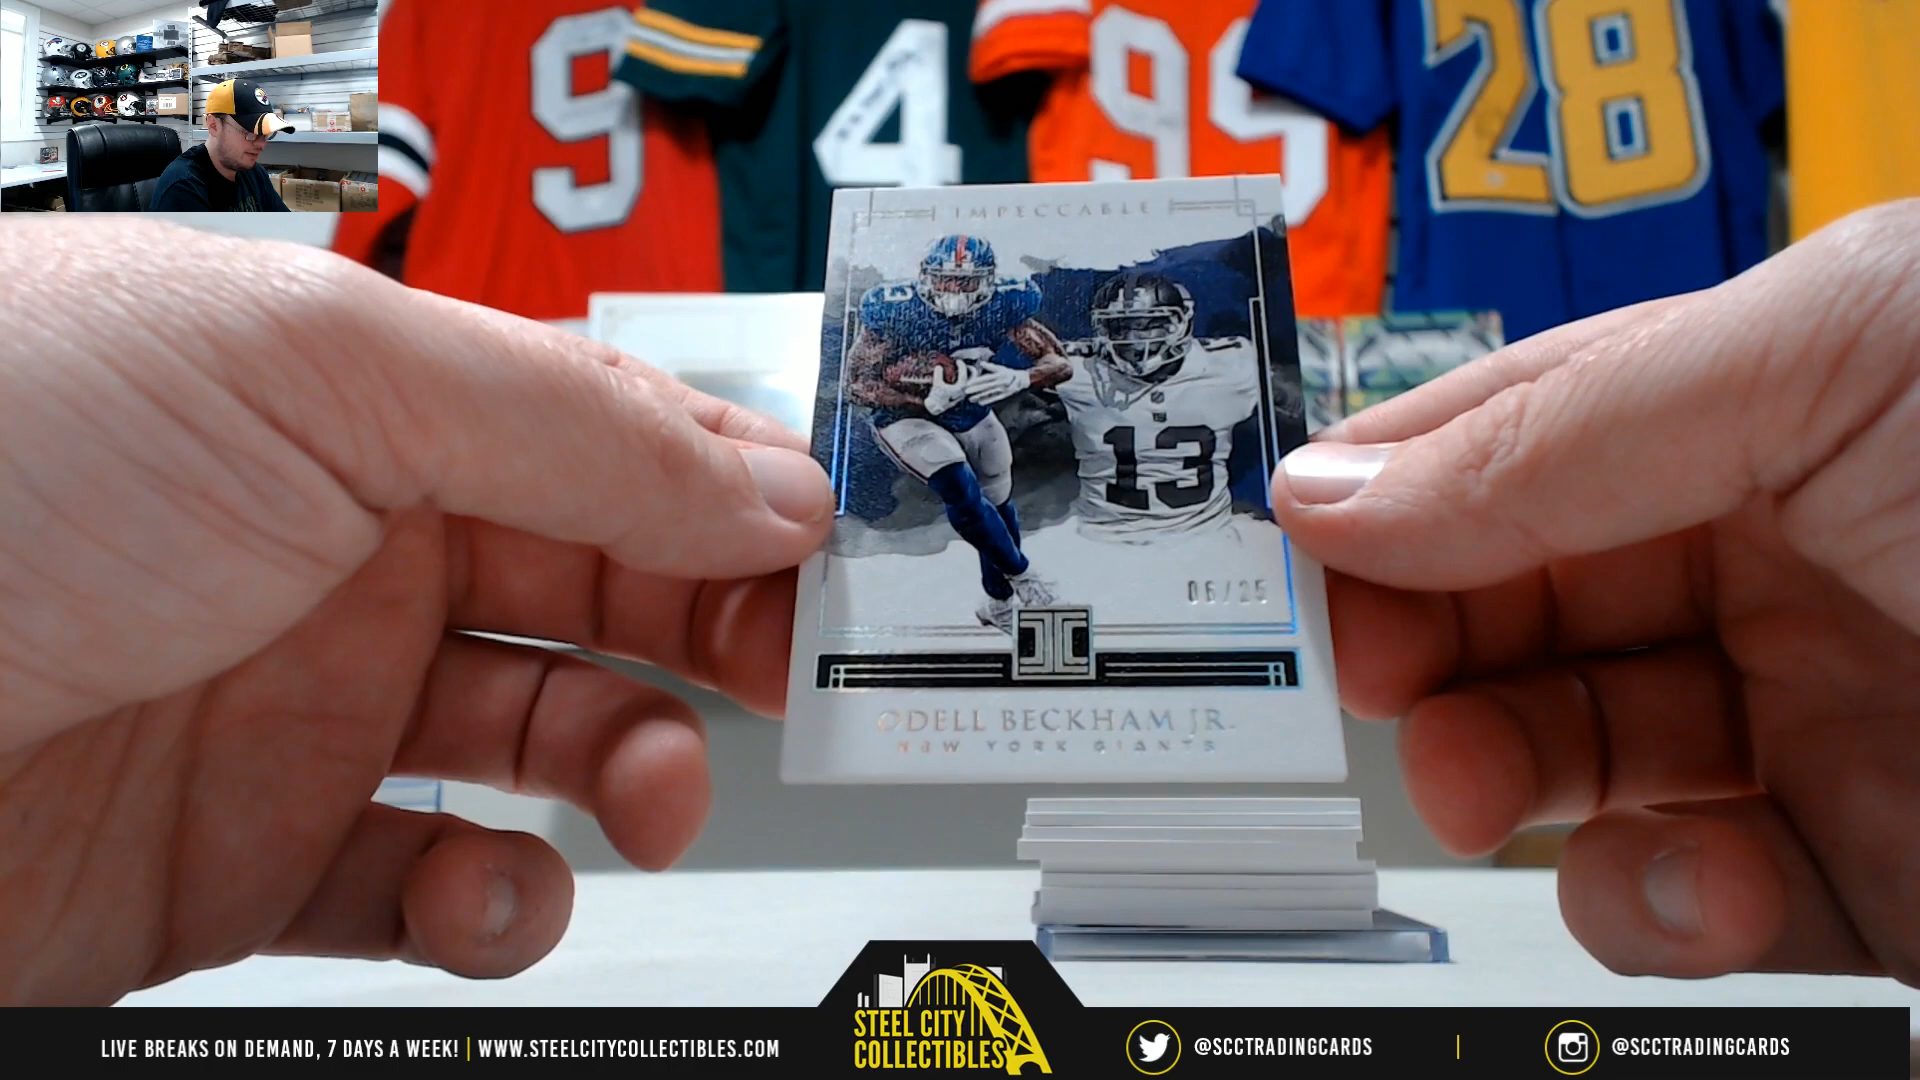 9
4
99
28
IMPECCABLE
13
13
06/25
ODELL BECKHAM JR.
NEW YORK GIANTS
STEEL CITY
COLLECTIBLES
LIVE BREAKS ON DEMAND, 7 DAYS A WEEK! | WWW.STEELCITYCOLLECTIBLES.COM
@SCCTRADINGCARDS | @SCCTRADINGCARDS